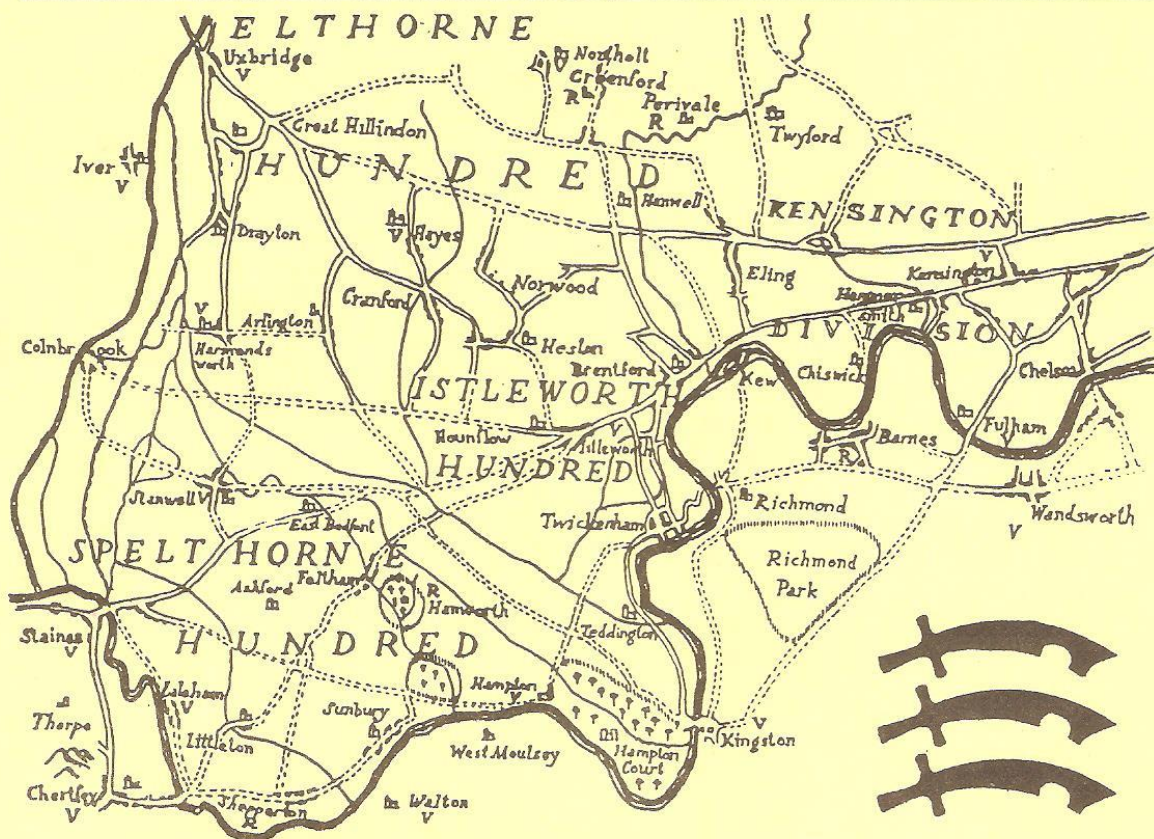 ELTHORNE
Uxbridge
V
Northolt
V
Greenford
R
Perivale
R
Twyford
Great Hillindon
Iver
V
HUNDRED
Hanwell
KENSINGTON
Drayton
Hayes
V
Eling
V
Kensington
Cranford
Norwood
Hammersmith
Arlington
V
Harmondsworth
DIVISION
Colnbrook
Heston
Brentford
Kew
Chiswick
Chelsea
ISTLEWORTH
Hounslow
V
Istleworth
Barnes
R
Fulham
HUNDRED
Stanwell V
East Bedfont
Twickenham
Richmond
Wandsworth
V
SPELTHORNE
Feltham
Richmond
Park
Ashford
R
Hanworth
Staines
V
HUNDRED
Teddington
Laleham
V
Hampton
V
Thorpe
Sunbury
V
Kingston
Littleton
West Moulsey
Hampton
Court
Chertsey
V
Shepperton
R
Walton
V